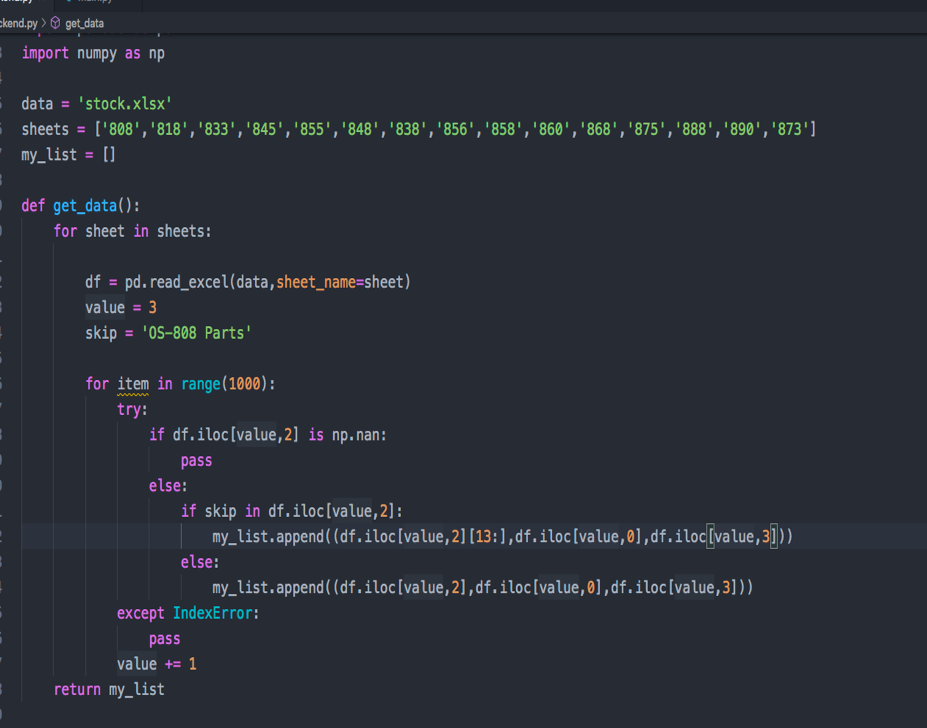 ckend.py > get_data
import numpy as np
data = 'stock.xlsx'
sheets = ['808','818','833','845','855','848','838','856','858','860','868','875','888','890','873']
my_list = []
def get_data():
    for sheet in sheets:
        df = pd.read_excel(data,sheet_name=sheet)
        value = 3
        skip = 'OS-808 Parts'
        for item in range(1000):
            try:
                if df.iloc[value,2] is np.nan:
                    pass
                else:
                    if skip in df.iloc[value,2]:
                        my_list.append((df.iloc[value,2][13:],df.iloc[value,0],df.iloc[value,3]))
                    else:
                        my_list.append((df.iloc[value,2],df.iloc[value,0],df.iloc[value,3]))
            except IndexError:
                pass
            value += 1
    return my_list